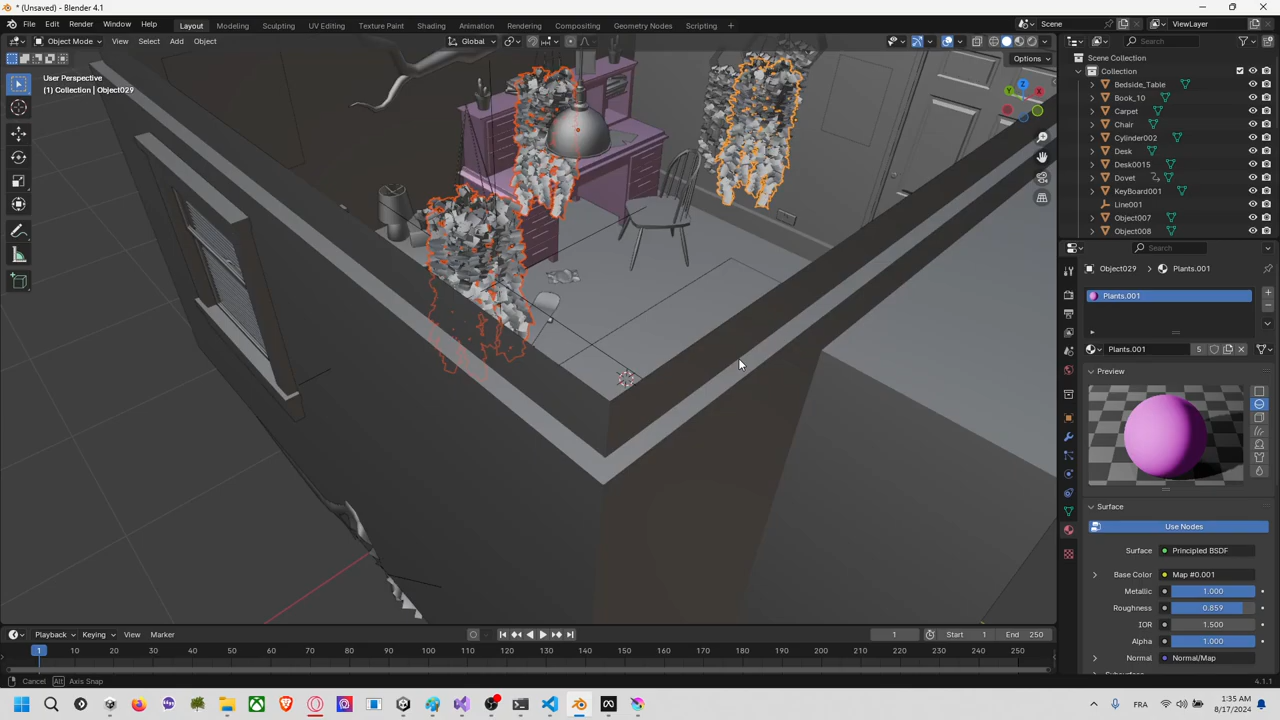 * (Unsaved) - Blender 4.1
File Edit Render Window Help Layout Modeling Sculpting UV Editing Texture Paint Shading Animation Rendering Compositing Geometry Nodes Scripting + Scene ViewLayer
Object Mode View Select Add Object Global Search
Options
User Perspective
(1) Collection | Object029
Z
Y
X
Scene Collection
Collection
Bedside_Table
Book_10
Carpet
Chair
Cylinder002
Desk
Desk0015
Dovet
KeyBoard001
Line001
Object007
Object008
Search
Object029 > Plants.001
Plants.001
Plants.001 5
Preview
Surface
Use Nodes
Surface Principled BSDF
Base Color Map #0.001
Metallic 1.000
Roughness 0.859
IOR 1.500
Alpha 1.000
Normal Normal/Map
Playback Keying View Marker 1 Start 1 End 250
1 10 20 30 40 50 60 70 80 90 100 110 120 130 140 150 160 170 180 190 200 210 220 230 240 250
Cancel Alt Axis Snap 4.1.1
FRA 1:35 AM
8/17/2024